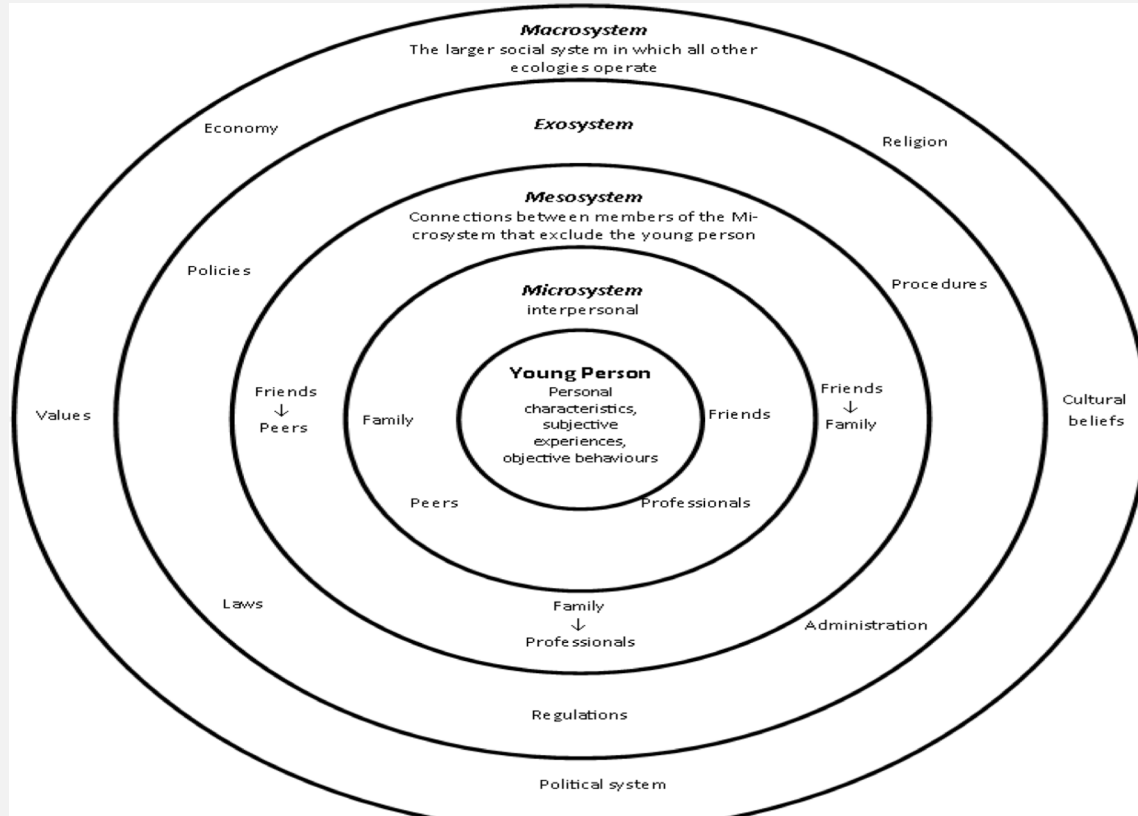 Macrosystem
The larger social system in which all other
ecologies operate
Economy
Religion
Exosystem
Mesosystem
Connections between members of the Mi-
crosystem that exclude the young person
Policies
Procedures
Microsystem
interpersonal
Young Person
Personal
characteristics,
subjective
experiences,
objective behaviours
Values
Friends
↓
Peers
Family
Friends
Friends
↓
Family
Cultural
beliefs
Peers
Professionals
Laws
Family
↓
Professionals
Administration
Regulations
Political system